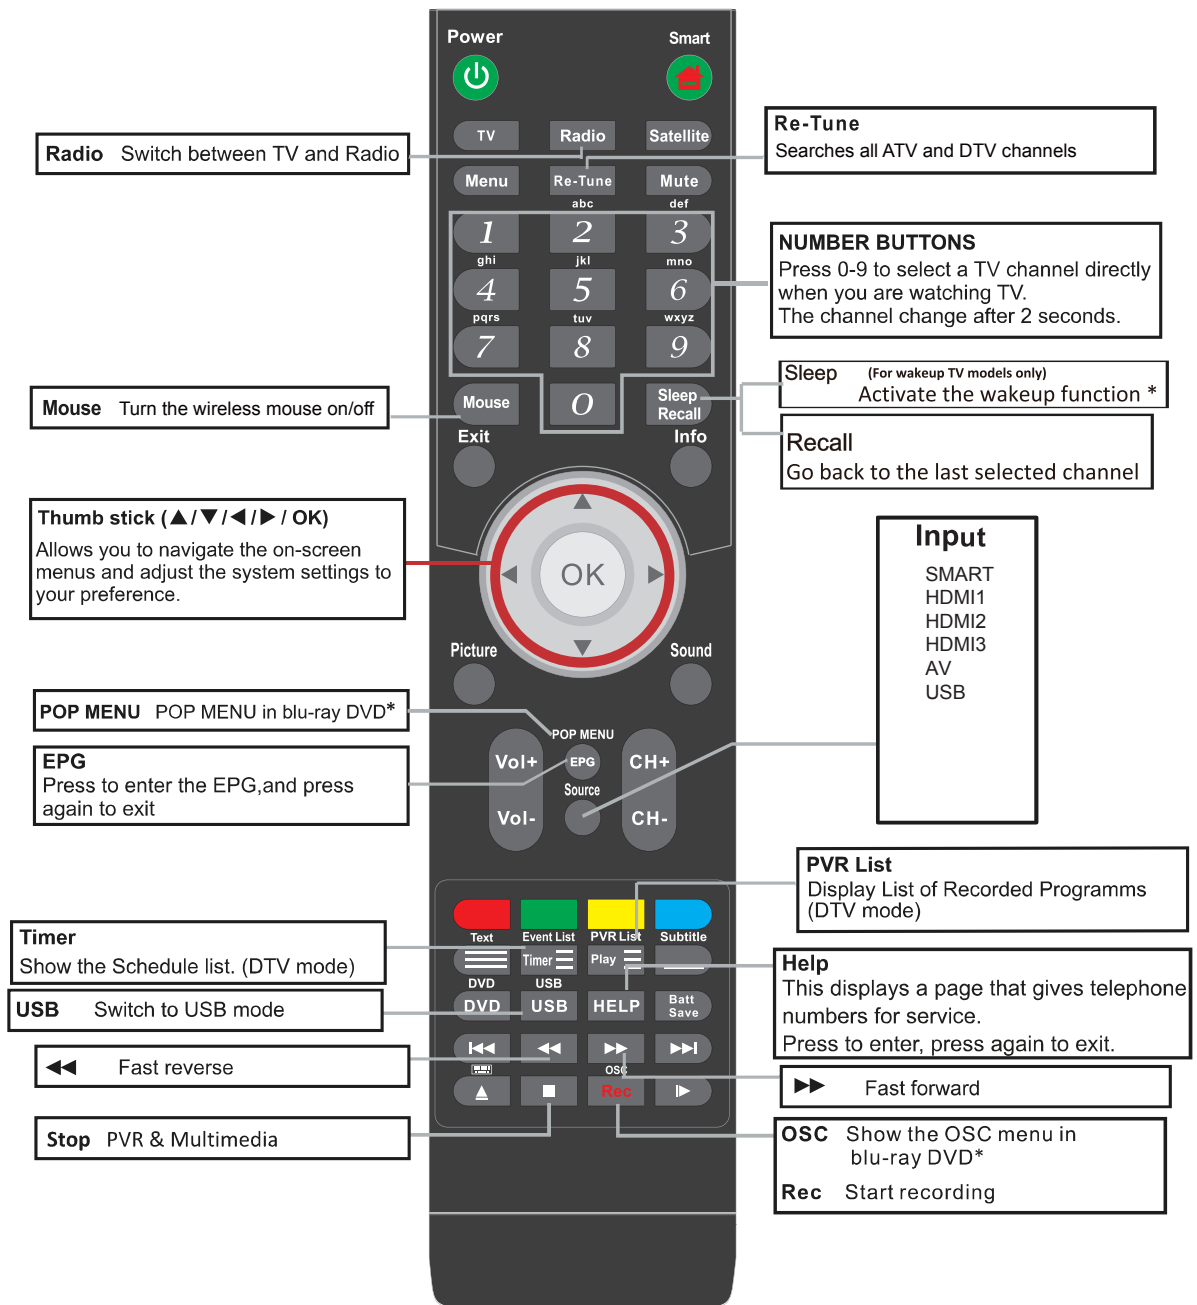 Power
Smart
TV
Radio
Satellite
Radio Switch between TV and Radio
Re-Tune
Searches all ATV and DTV channels
Menu
Re-Tune
Mute
abc
def
1
2
3
ghi
jkl
mno
4
5
6
pqrs
tuv
wxyz
7
8
9
NUMBER BUTTONS
Press 0-9 to select a TV channel directly
when you are watching TV.
The channel change after 2 seconds.
Mouse Turn the wireless mouse on/off
Mouse
0
Sleep
Recall
Sleep (For wakeup TV models only)
Activate the wakeup function *
Recall
Go back to the last selected channel
Exit
Info
Thumb stick (▲/▼/◀/▶ / OK)
Allows you to navigate the on-screen
menus and adjust the system settings to
your preference.
OK
Input
SMART
HDMI1
HDMI2
HDMI3
AV
USB
Picture
Sound
POP MENU POP MENU in blu-ray DVD*
POP MENU
EPG
Press to enter the EPG,and press
again to exit
Vol+
EPG
CH+
Source
Vol-
CH-
PVR List
Display List of Recorded Programms
(DTV mode)
Text
Event List
PVR List
Subtitle
Timer
Show the Schedule list. (DTV mode)
Timer
Play
Help
This displays a page that gives telephone
numbers for service.
Press to enter, press again to exit.
DVD
USB
DVD
USB
HELP
Batt
Save
USB Switch to USB mode
◀◀ Fast reverse
▶▶ Fast forward
OSC
Rec
Stop PVR & Multimedia
OSC Show the OSC menu in
blu-ray DVD*
Rec Start recording